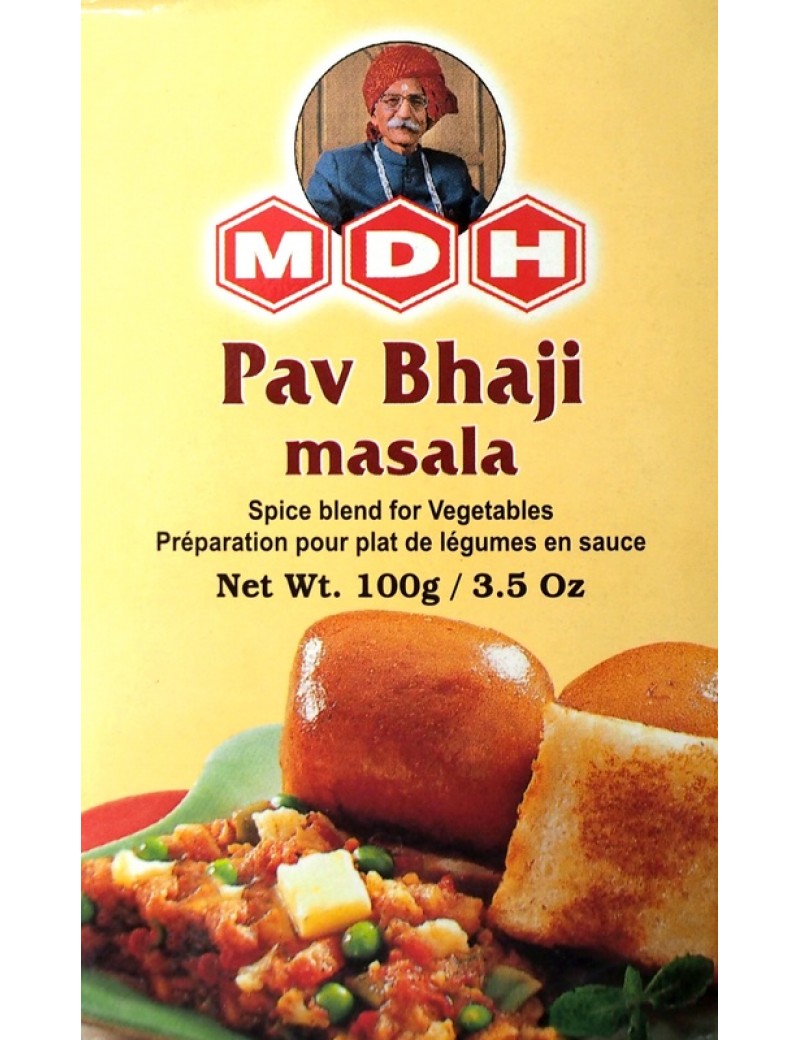 MDH
Pav Bhaji
masala
Spice blend for Vegetables
Préparation pour plat de légumes en sauce
Net Wt. 100g / 3.5 Oz